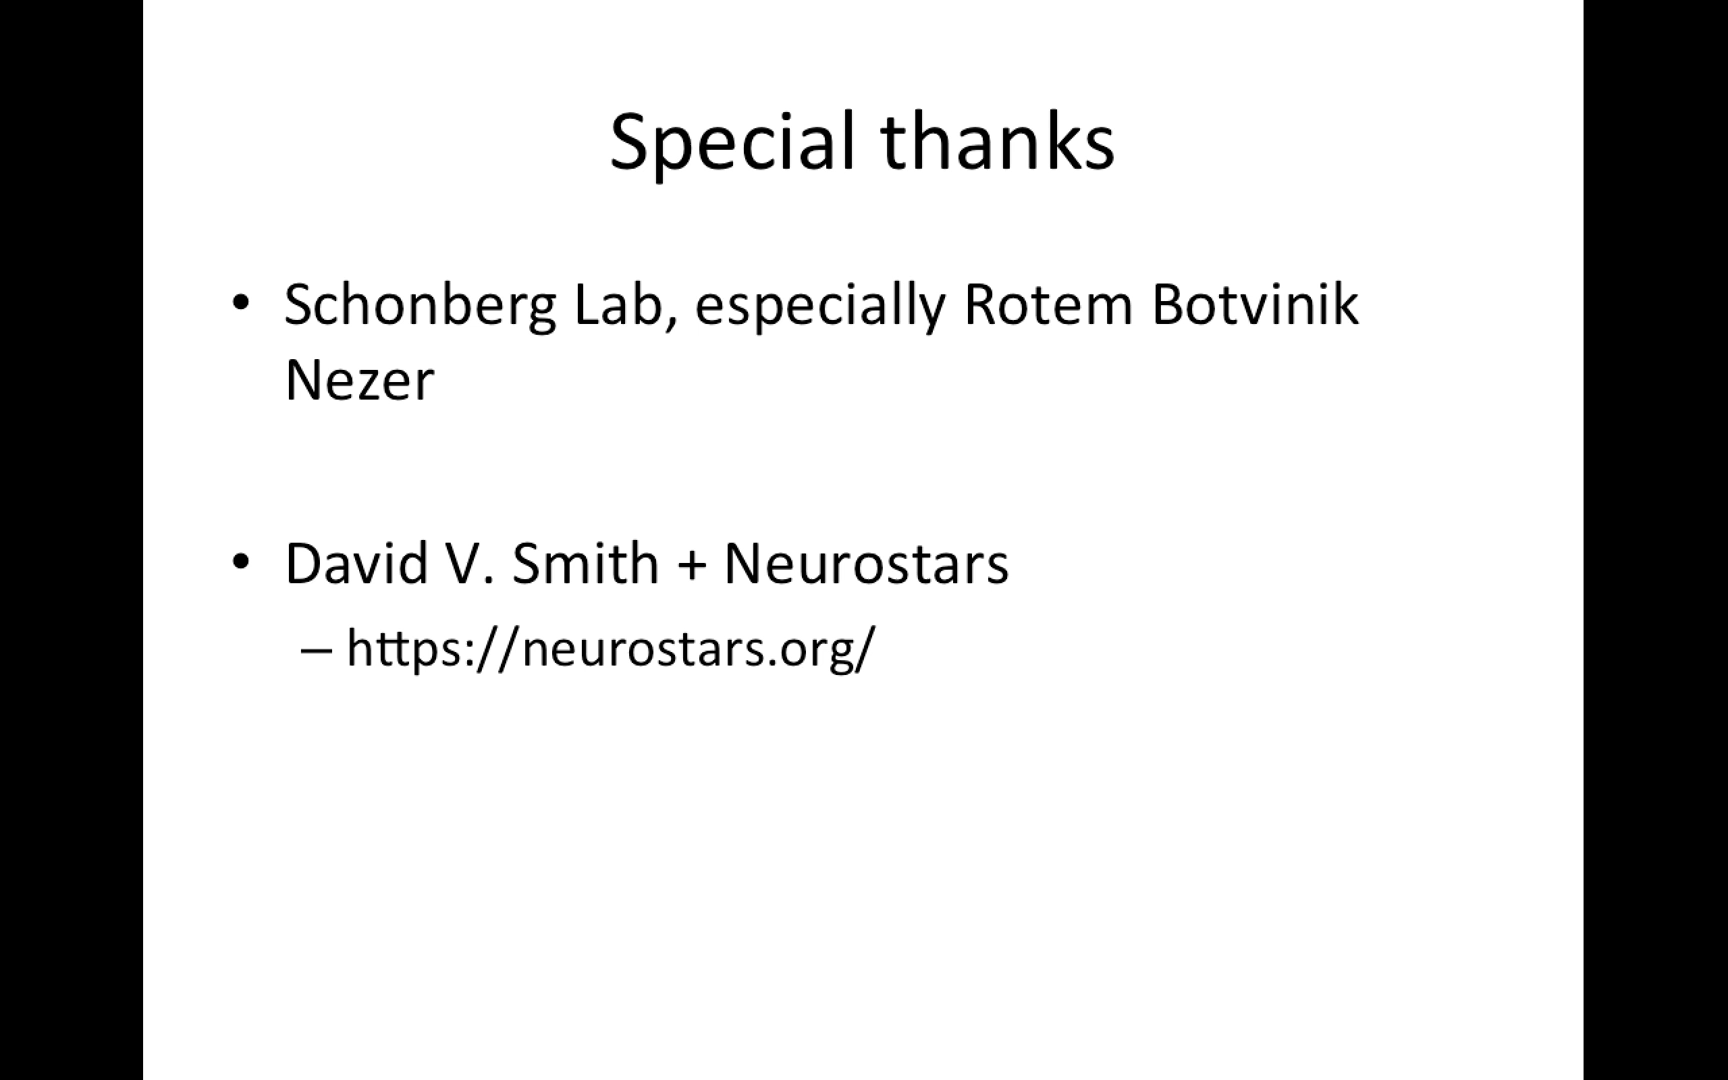 Special thanks
• Schonberg Lab, especially Rotem Botvinik
Nezer
• David V. Smith + Neurostars
– https://neurostars.org/